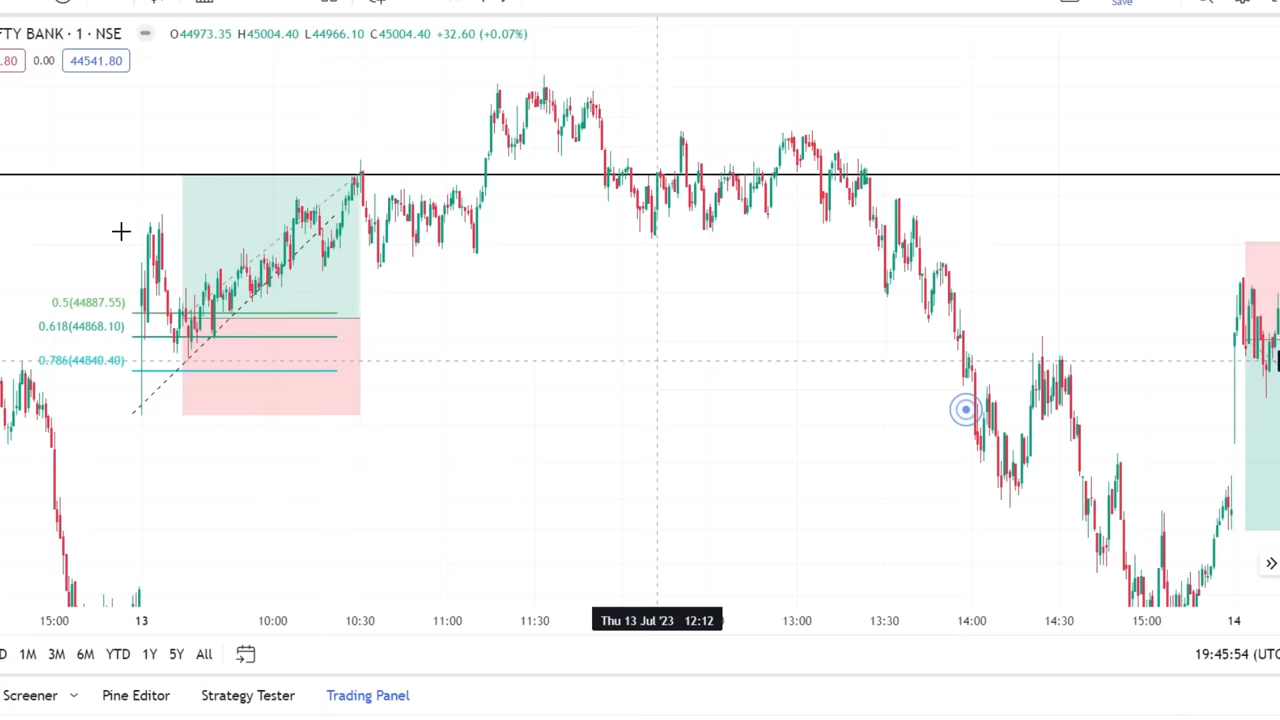 Save
FTY BANK · 1 · NSE O44973.35 H45004.40 L44966.10 C45004.40 +32.60 (+0.07%)
.80 0.00 44541.80
0.5(44887.55)
0.618(44868.10)
0.786(44840.40)
15:00 13 10:00 10:30 11:00 11:30 Thu 13 Jul '23 12:12 13:00 13:30 14:00 14:30 15:00 14
D 1M 3M 6M YTD 1Y 5Y All 19:45:54 (UTC
Screener Pine Editor Strategy Tester Trading Panel